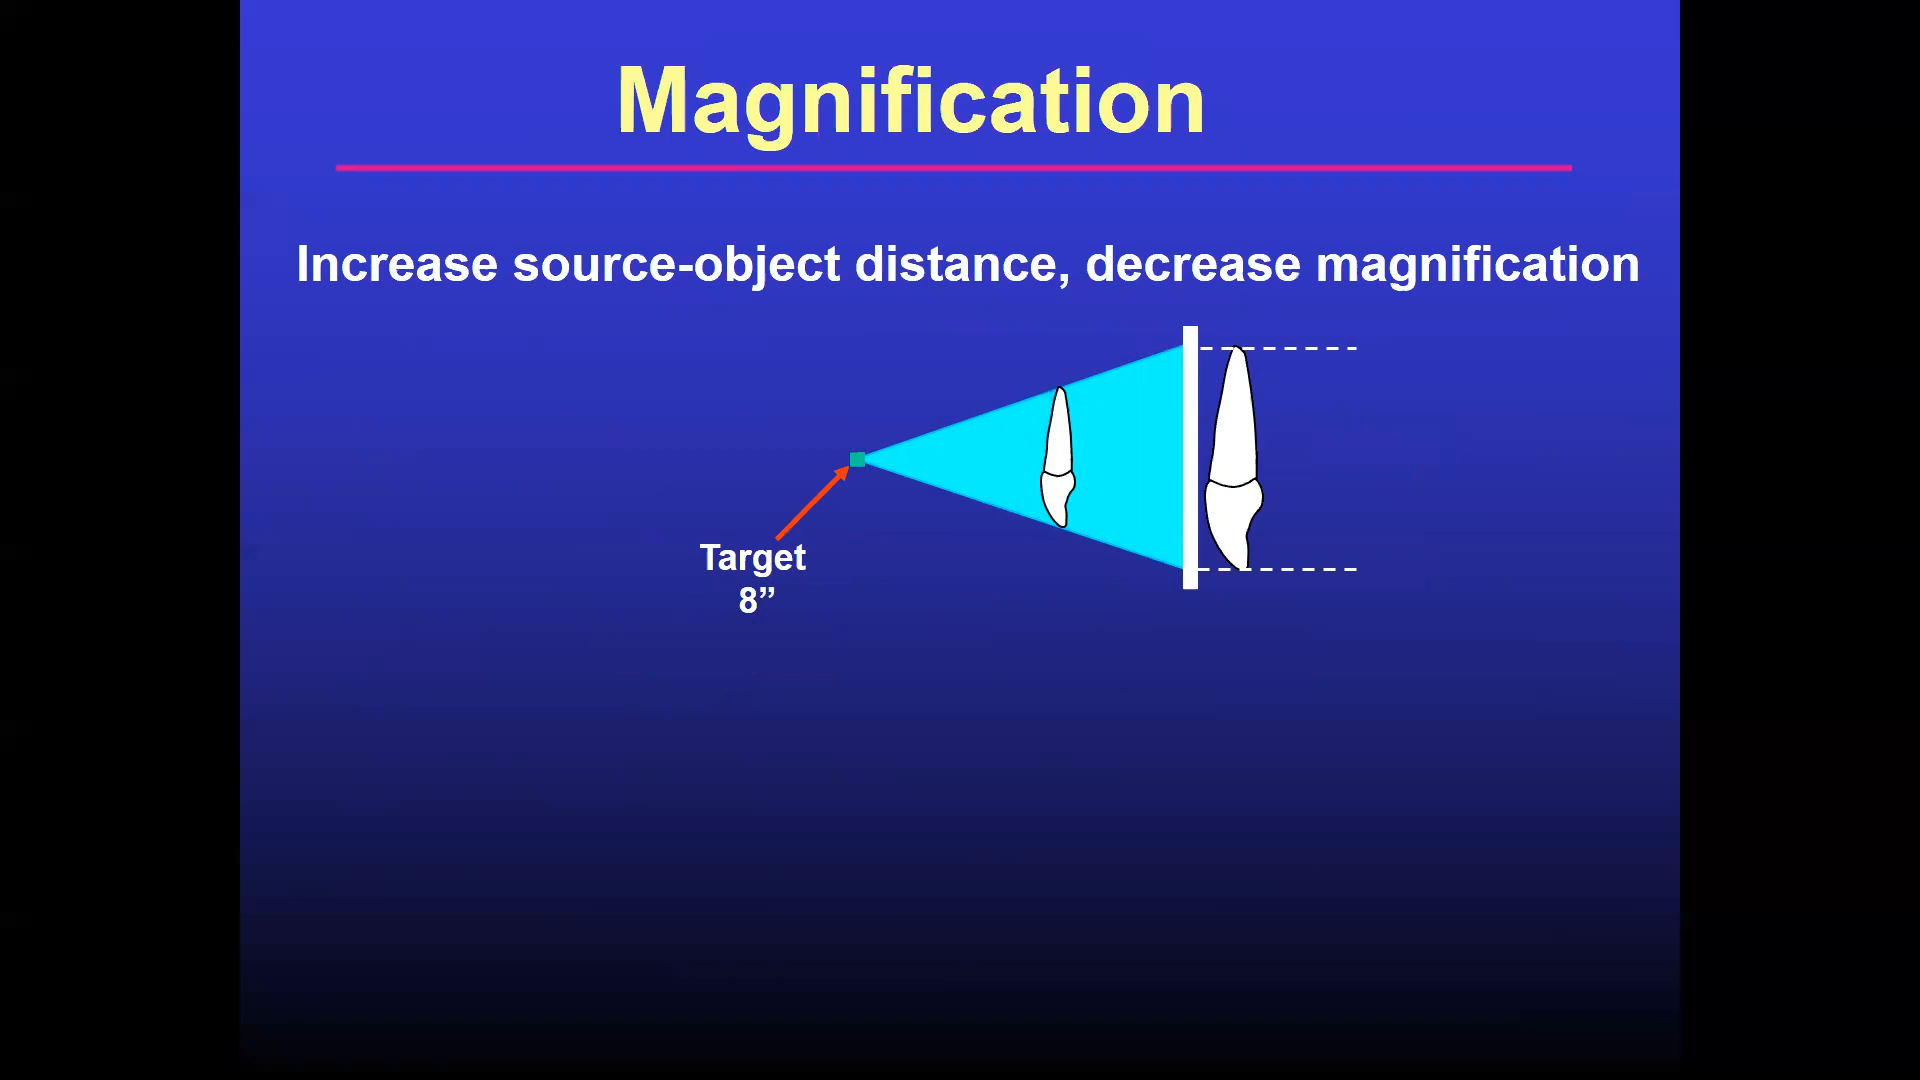 Magnification
Increase source-object distance, decrease magnification
Target
8”